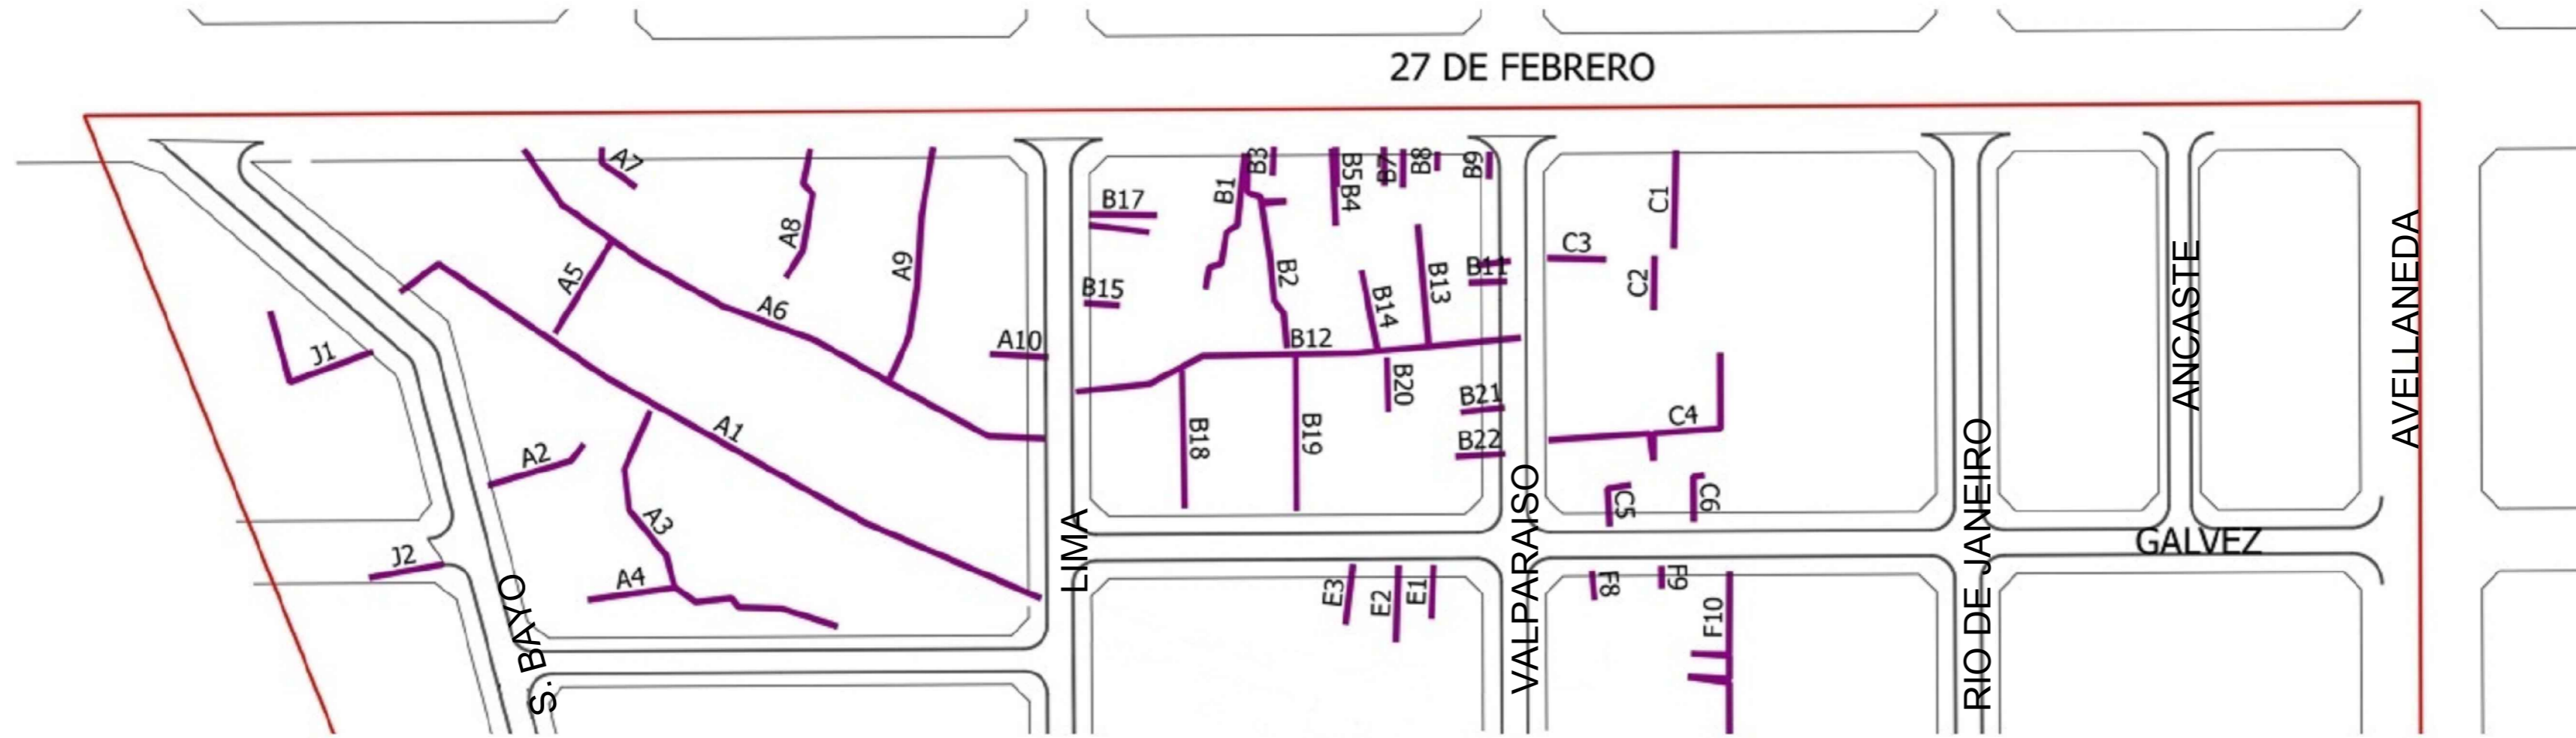 27 DE FEBRERO
A7
B3
B5
B8
B9
B1
B17
B4
C1
A8
A9
A5
C3
B2
B11
B13
C2
ANCASTE
AVELLANEDA
B15
A6
B14
J1
A10
B12
B20
B21
C4
A1
B18
B19
B22
A2
C5
C6
A3
LIMA
VALPARAISO
RIO DE JANEIRO
GALVEZ
J2
A4
E3
E2
E1
F8
F9
F10
S. BAYO